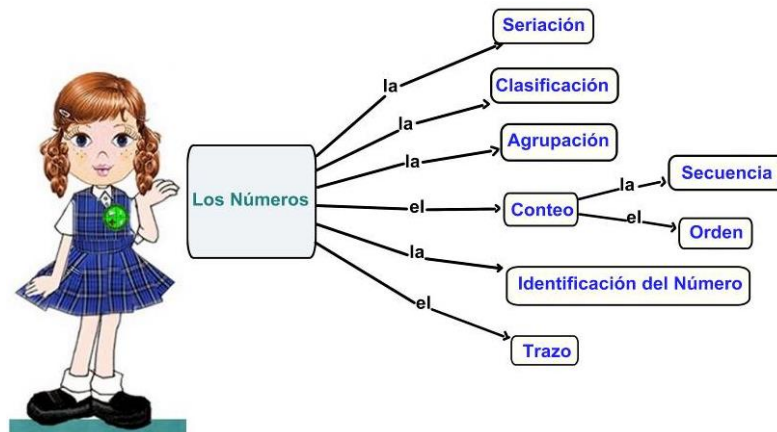 Seriación
la
Clasificación
la
Agrupación
la
Los Números
el
Conteo
la
Secuencia
el
Orden
la
Identificación del Número
el
Trazo